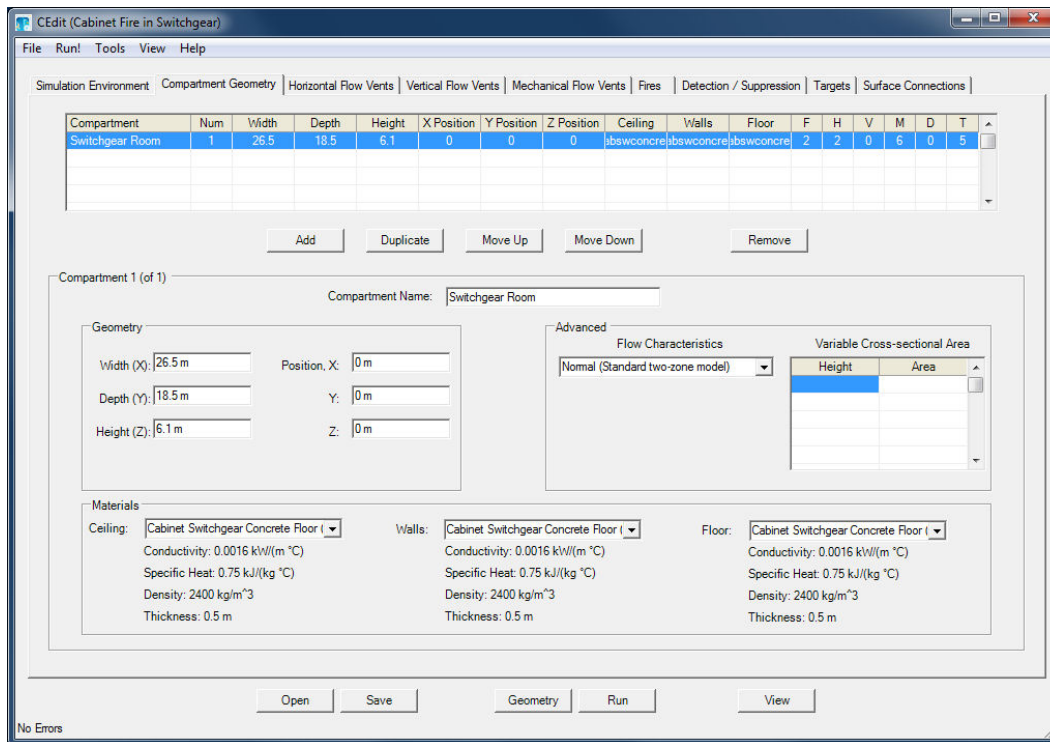 CEdit (Cabinet Fire in Switchgear)
File Run! Tools View Help
Simulation Environment Compartment Geometry Horizontal Flow Vents Vertical Flow Vents Mechanical Flow Vents Fires Detection / Suppression Targets Surface Connections
Compartment Num Width Depth Height X Position Y Position Z Position Ceiling Walls Floor F H V M D T
Switchgear Room 1 26.5 18.5 6.1 0 0 0 abswconcre abswconcre abswconcre 2 2 0 6 0 5
Add Duplicate Move Up Move Down Remove
Compartment 1 (of 1)
Compartment Name: Switchgear Room
Geometry Advanced
Flow Characteristics Variable Cross-sectional Area
Width (X): 26.5 m Position, X: 0 m Normal (Standard two-zone model) Height Area
Depth (Y): 18.5 m Y: 0 m
Height (Z): 6.1 m Z: 0 m
Materials
Ceiling: Cabinet Switchgear Concrete Floor ( Walls: Cabinet Switchgear Concrete Floor ( Floor: Cabinet Switchgear Concrete Floor (
Conductivity: 0.0016 kW/(m °C) Conductivity: 0.0016 kW/(m °C) Conductivity: 0.0016 kW/(m °C)
Specific Heat: 0.75 kJ/(kg °C) Specific Heat: 0.75 kJ/(kg °C) Specific Heat: 0.75 kJ/(kg °C)
Density: 2400 kg/m^3 Density: 2400 kg/m^3 Density: 2400 kg/m^3
Thickness: 0.5 m Thickness: 0.5 m Thickness: 0.5 m
Open Save Geometry Run View
No Errors